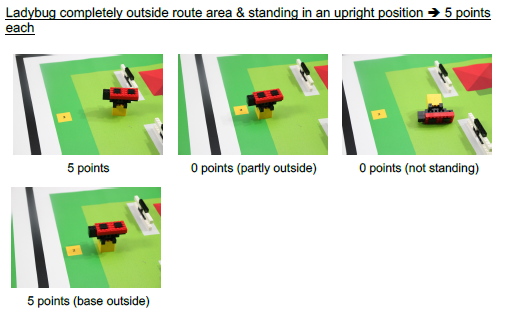 Ladybug completely outside route area & standing in an upright position ➔ 5 points
each
5 points
0 points (partly outside)
0 points (not standing)
5 points (base outside)